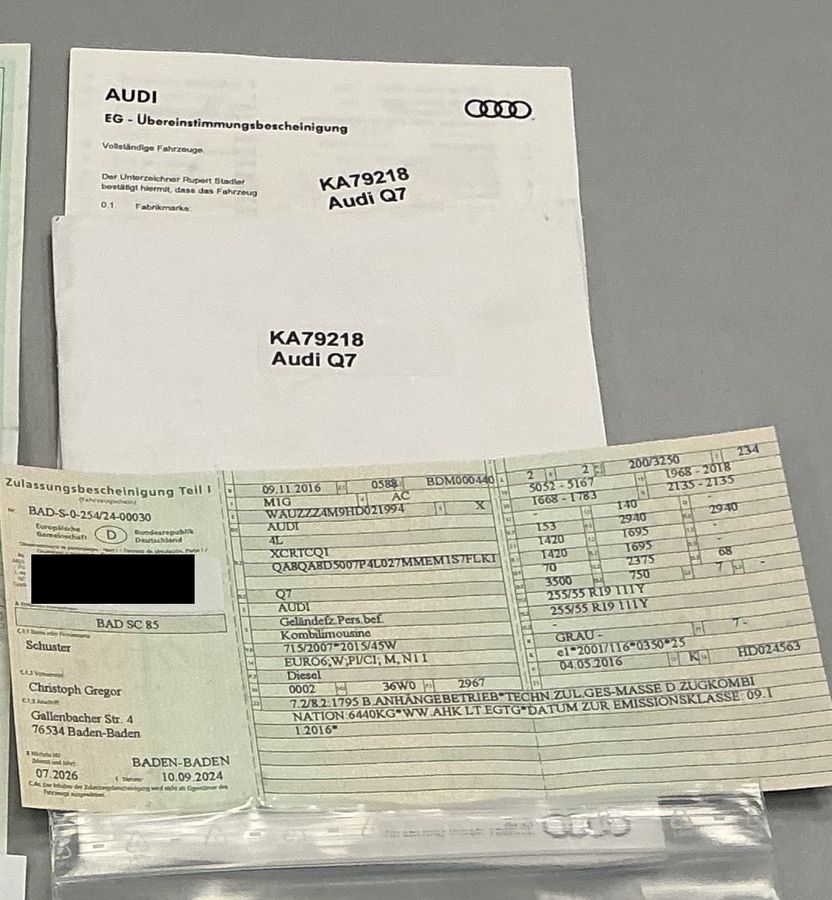 AUDI
EG - Übereinstimmungsbescheinigung
Vollständige Fahrzeuge
Der Unterzeichner Rupert Stadler
bestätigt hiermit, dass das Fahrzeug
0.1 Fabrikmarke:
KA79218
Audi Q7
KA79218
Audi Q7
Zulassungsbescheinigung Teil I
(Fahrzeugschein)
Nr. BAD-S-0-254/24-00030
Europäische
Gemeinschaft
D
Bundesrepublik
Deutschland
BAD SC 85
Schuster
Christoph Gregor
C.1.3 Anschrift
Gallenbacher Str. 4
76534 Baden-Baden
07.2026
BADEN-BADEN
10.09.2024
09.11.2016 0588 BDM000440
M1G AC
WAUZZZ4M9HD021994 X
AUDI
4L
XCRTCQ1
QA8QA8D5007P4L027MMEM1S7FLK1
Q7
AUDI
Geländefz.Pers.bef.
Kombilimousine
715/2007*2015/45W
EURO6;W;PI/CI; M, N1 I
Diesel
0002 36W0 2967
7.2/8.2:1795 B.ANHÄNGEBETRIEB*TECHN.ZUL.GES-MASSE D.ZUGKOMBI
NATION:6440KG*WW.AHK LT.EGTG*DATUM ZUR EMISSIONSKLASSE: 09.1
1.2016*
2 2 200/3250 234
5052 - 5167 1968 - 2018
1668 - 1783 2135 - 2135
- 140 -
153 2940 2940
1420 1695 -
1420 1695 -
70 2375 68
3500 750 7 -
255/55 R19 111Y
255/55 R19 111Y
-
GRAU - 7 -
e1*2001/116*0350*25
04.05.2016 K HD024563